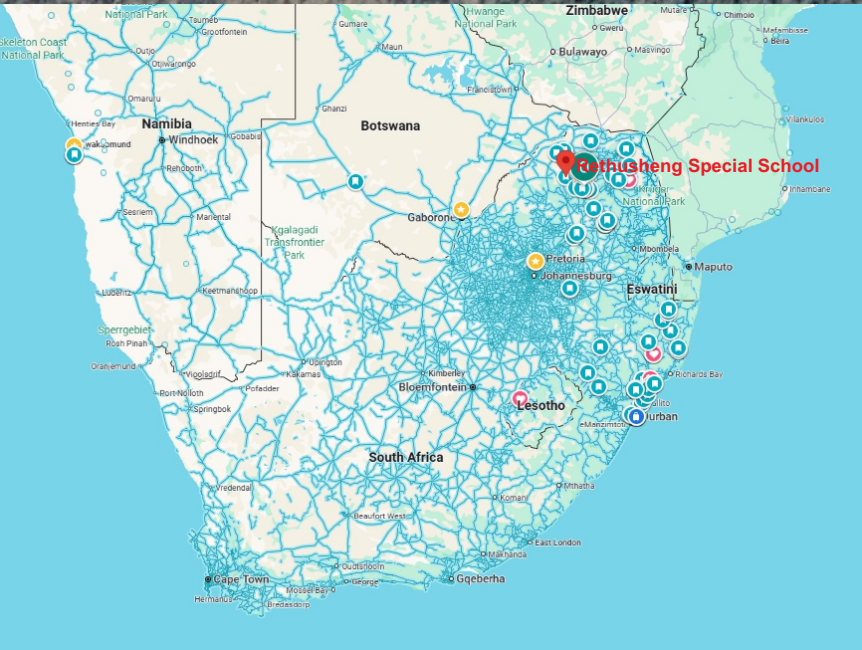 National Park
Tsumeb
Grootfontein
Skeleton Coast
National Park
Outjo
Otjiwarongo
Omaruru
Henties Bay
Namibia
Windhoek
Gobabis
Rehoboth
Sesriem
Mariental
Keetmanshoop
Sperrgebiet
Rosh Pinah
Oranjemund
Gumare
Maun
Ghanzi
Botswana
Francistown
Gaborone
Kgalagadi
Transfrontier
Park
Hwange
National Park
Zimbabwe
Mutare
Gweru
Bulawayo
Masvingo
Chimoio
Mafambisse
Beira
Vilankulos
Inhambane
Rethusheng Special School
Kruger
National Park
Mbombela
Maputo
Pretoria
Johannesburg
Eswatini
Richards Bay
Upington
Kakamas
Vioolsdrif
Pofadder
Port Nolloth
Springbok
Kimberley
Bloemfontein
Lesotho
South Africa
Mthatha
Komani
Vredendal
Beaufort West
East London
Makhanda
Oudtshoorn
George
Gqeberha
Cape Town
Mossel Bay
Hermanus
Bredasdorp